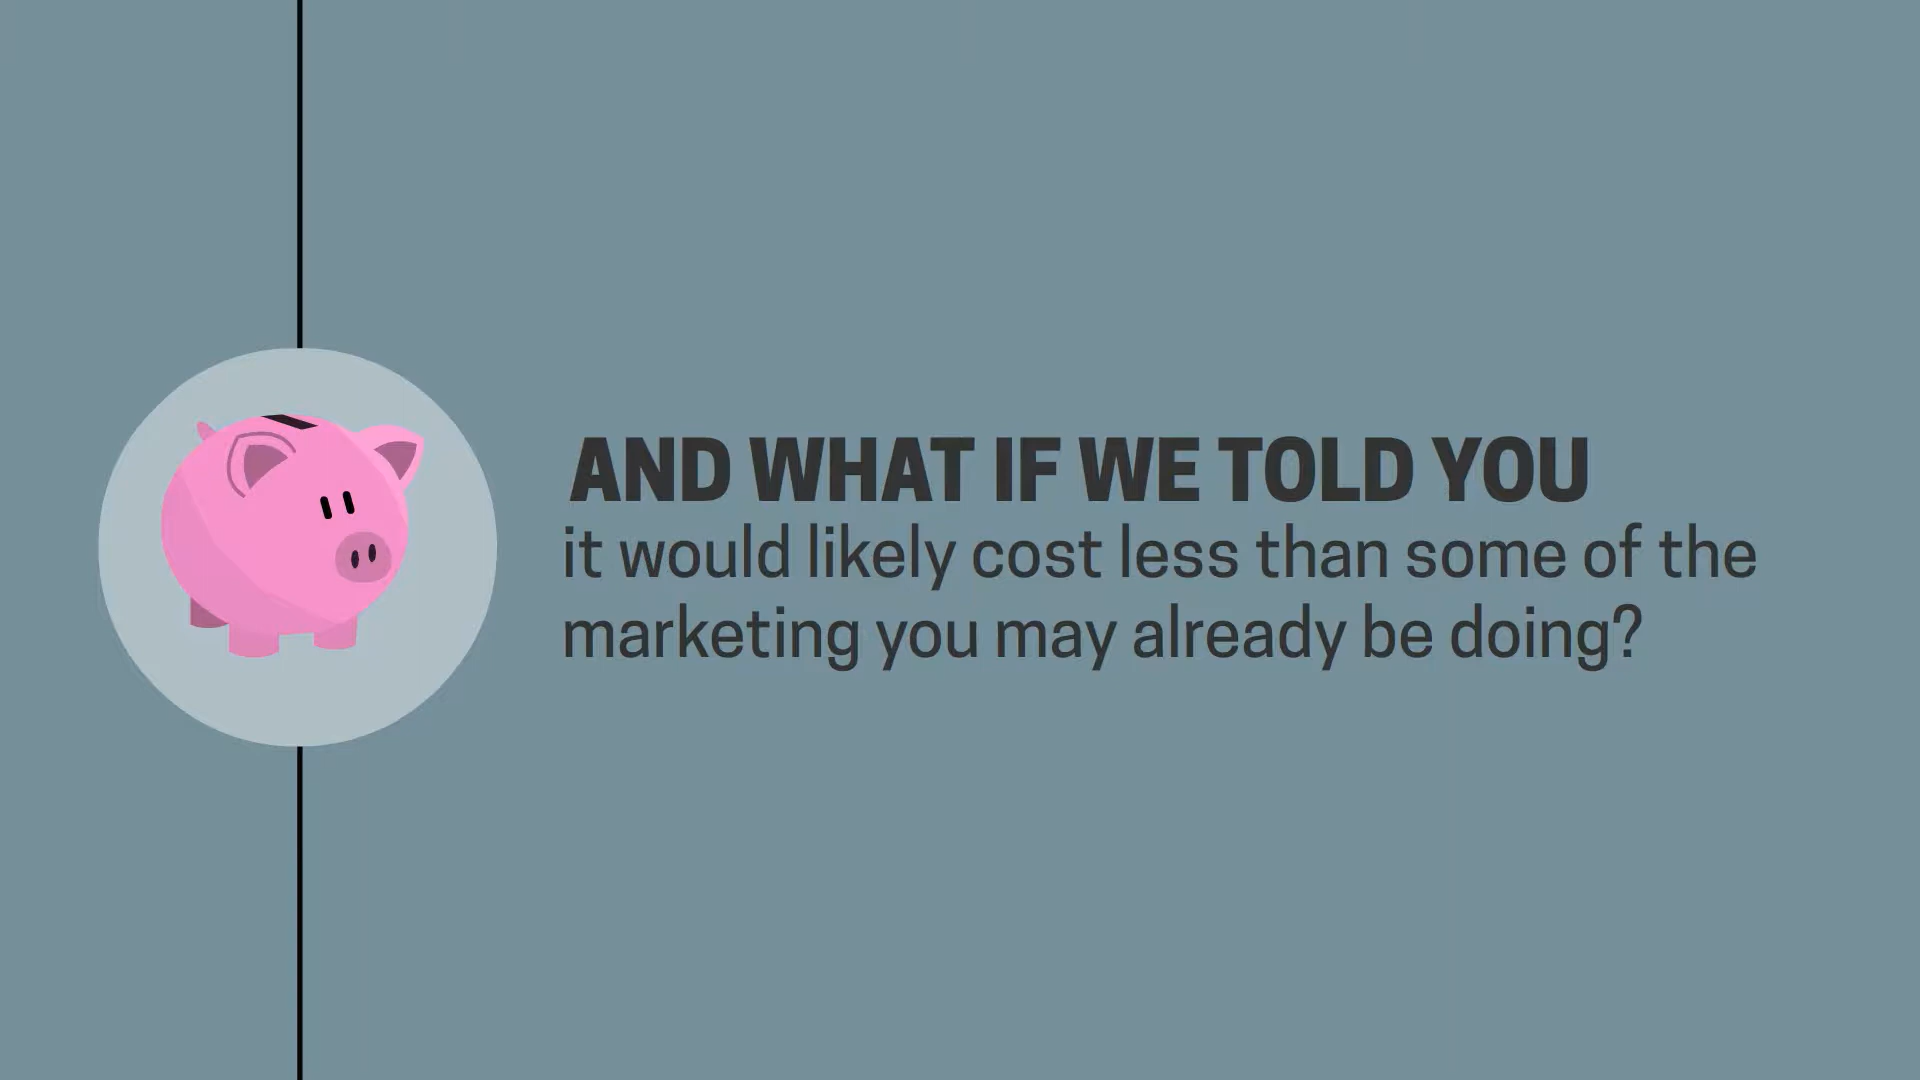 AND WHAT IF WE TOLD YOU
it would likely cost less than some of the
marketing you may already be doing?